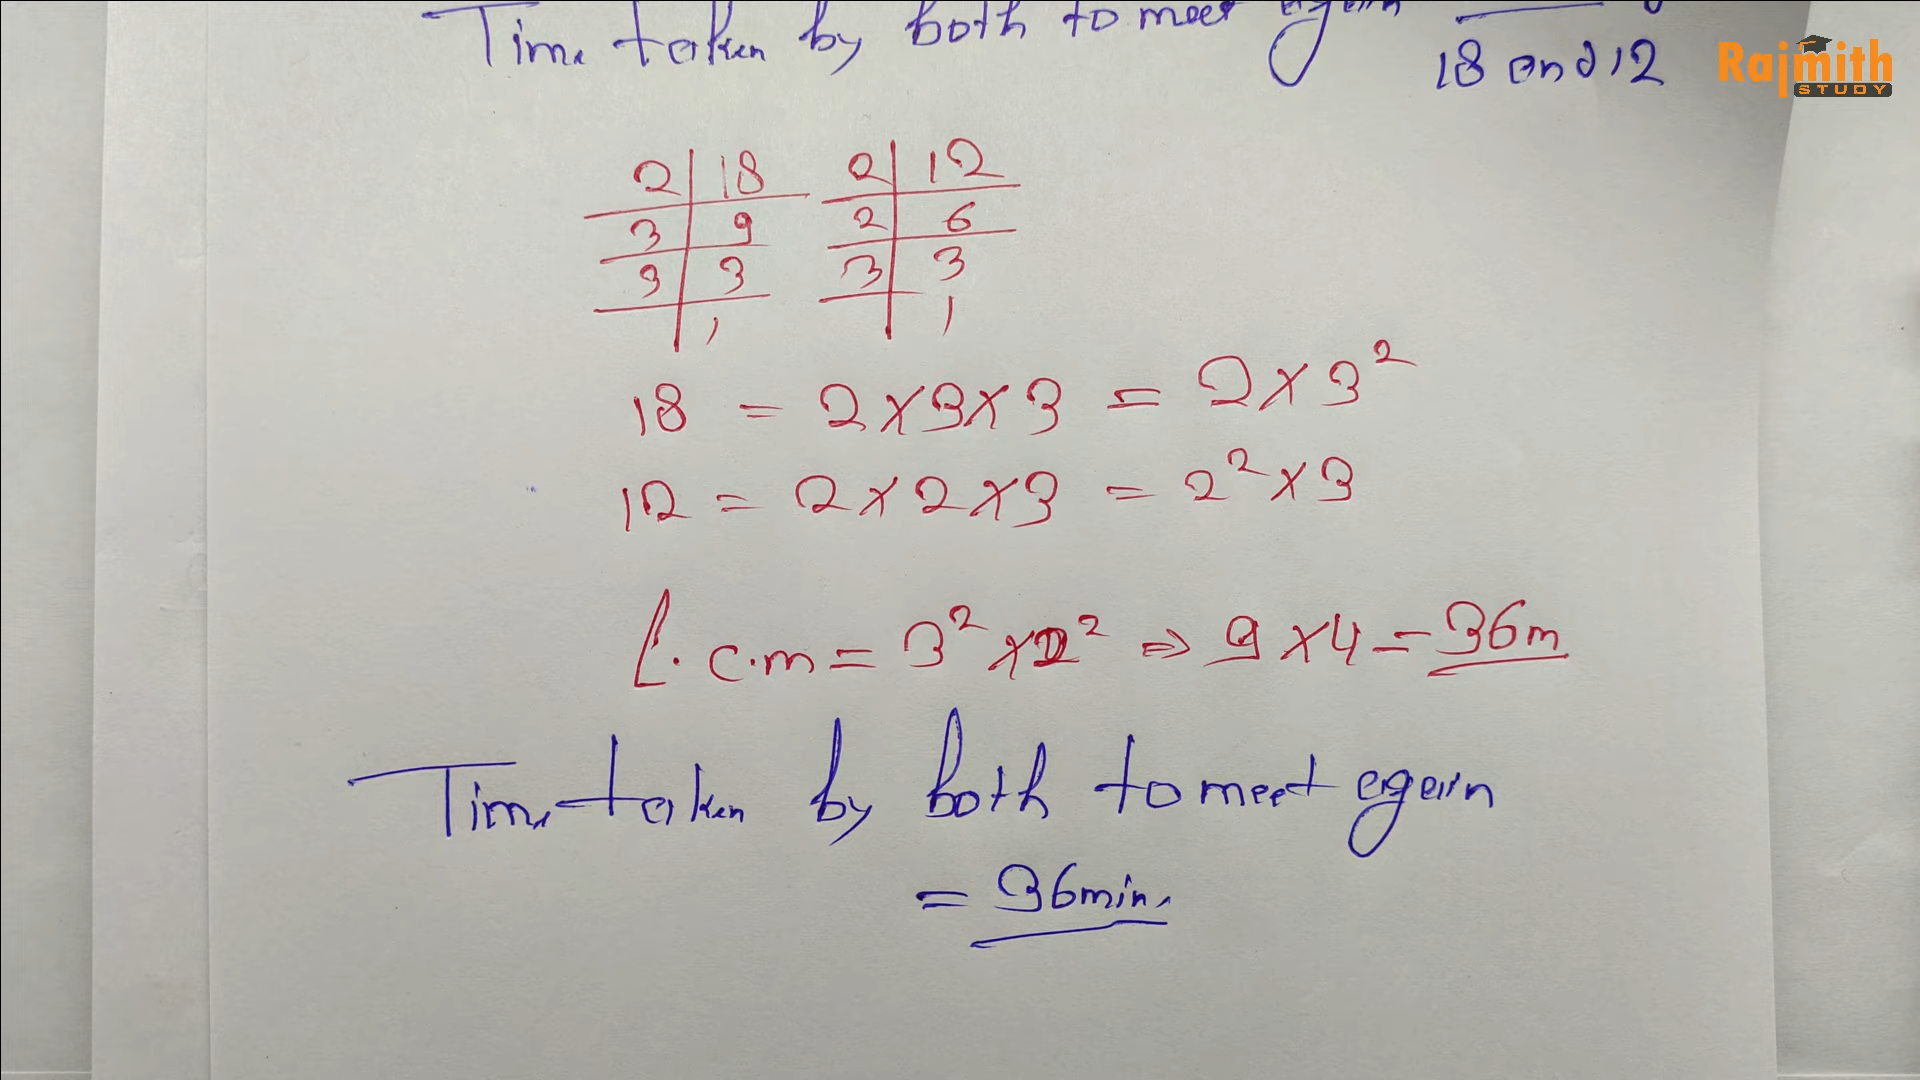 Time taken by both to meet again
18 and 12
Rajmith
STUDY
2 | 18
3 | 9
3 | 3
1
2 | 12
2 | 6
3 | 3
1
18 = 2 × 3 × 3 = 2 × 3²
12 = 2 × 2 × 3 = 2² × 3
L.c.m = 3² × 2² ⇒ 9 × 4 = 36m
Time taken by both to meet again
= 36min.